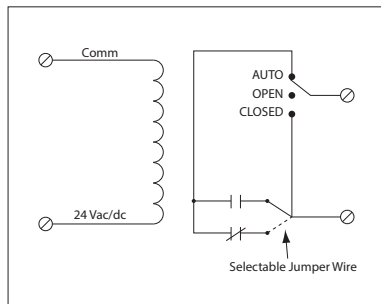 Comm
AUTO
OPEN
CLOSED
24 Vac/dc
Selectable Jumper Wire